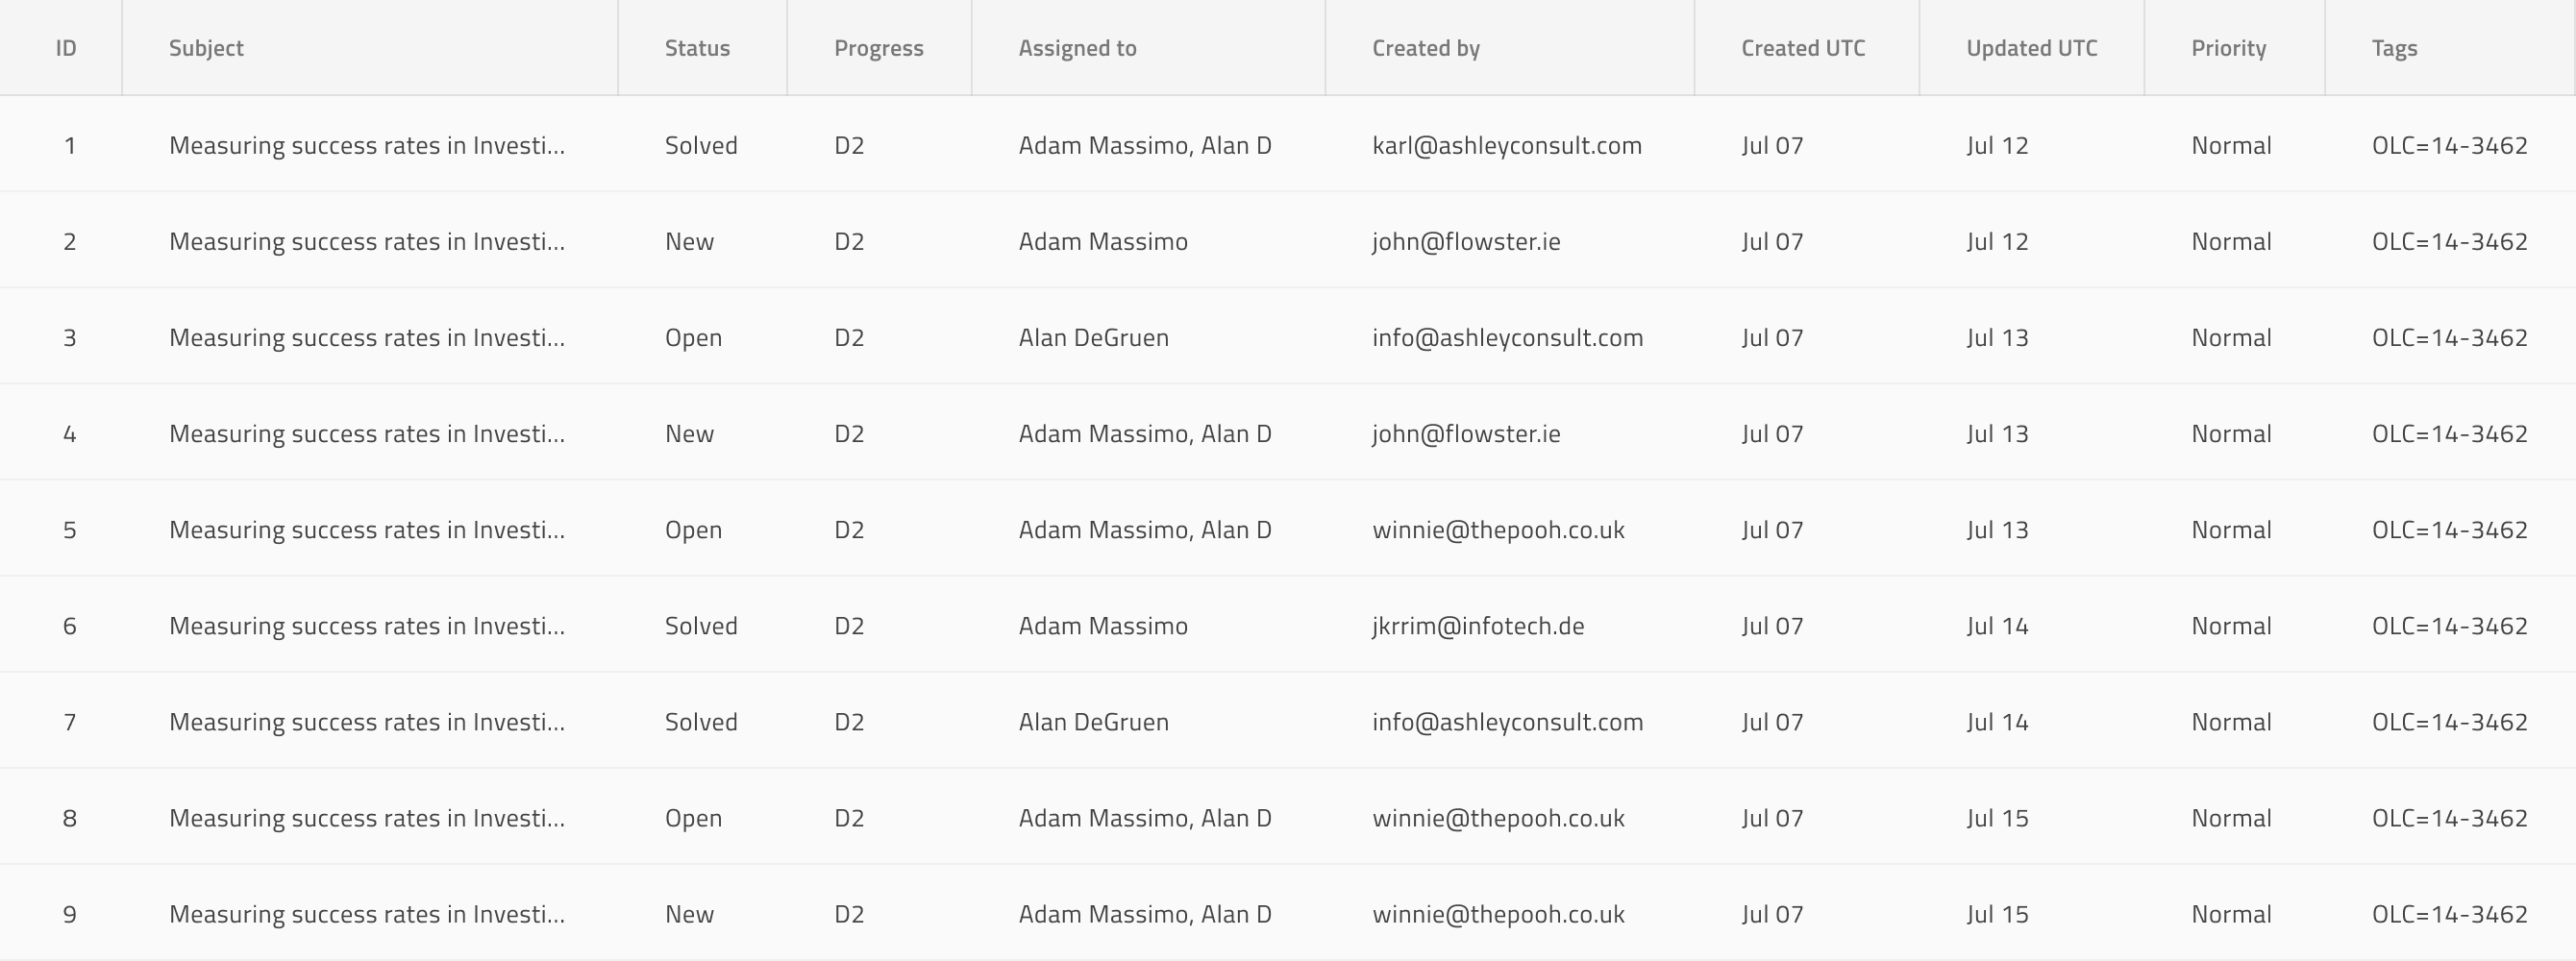 ID Subject Status Progress Assigned to Created by Created UTC Updated UTC Priority Tags
1 Measuring success rates in Investi... Solved D2 Adam Massimo, Alan D karl@ashleyconsult.com Jul 07 Jul 12 Normal OLC=14-3462
2 Measuring success rates in Investi... New D2 Adam Massimo john@flowster.ie Jul 07 Jul 12 Normal OLC=14-3462
3 Measuring success rates in Investi... Open D2 Alan DeGruen info@ashleyconsult.com Jul 07 Jul 13 Normal OLC=14-3462
4 Measuring success rates in Investi... New D2 Adam Massimo, Alan D john@flowster.ie Jul 07 Jul 13 Normal OLC=14-3462
5 Measuring success rates in Investi... Open D2 Adam Massimo, Alan D winnie@thepooh.co.uk Jul 07 Jul 13 Normal OLC=14-3462
6 Measuring success rates in Investi... Solved D2 Adam Massimo jkrrim@infotech.de Jul 07 Jul 14 Normal OLC=14-3462
7 Measuring success rates in Investi... Solved D2 Alan DeGruen info@ashleyconsult.com Jul 07 Jul 14 Normal OLC=14-3462
8 Measuring success rates in Investi... Open D2 Adam Massimo, Alan D winnie@thepooh.co.uk Jul 07 Jul 15 Normal OLC=14-3462
9 Measuring success rates in Investi... New D2 Adam Massimo, Alan D winnie@thepooh.co.uk Jul 07 Jul 15 Normal OLC=14-3462